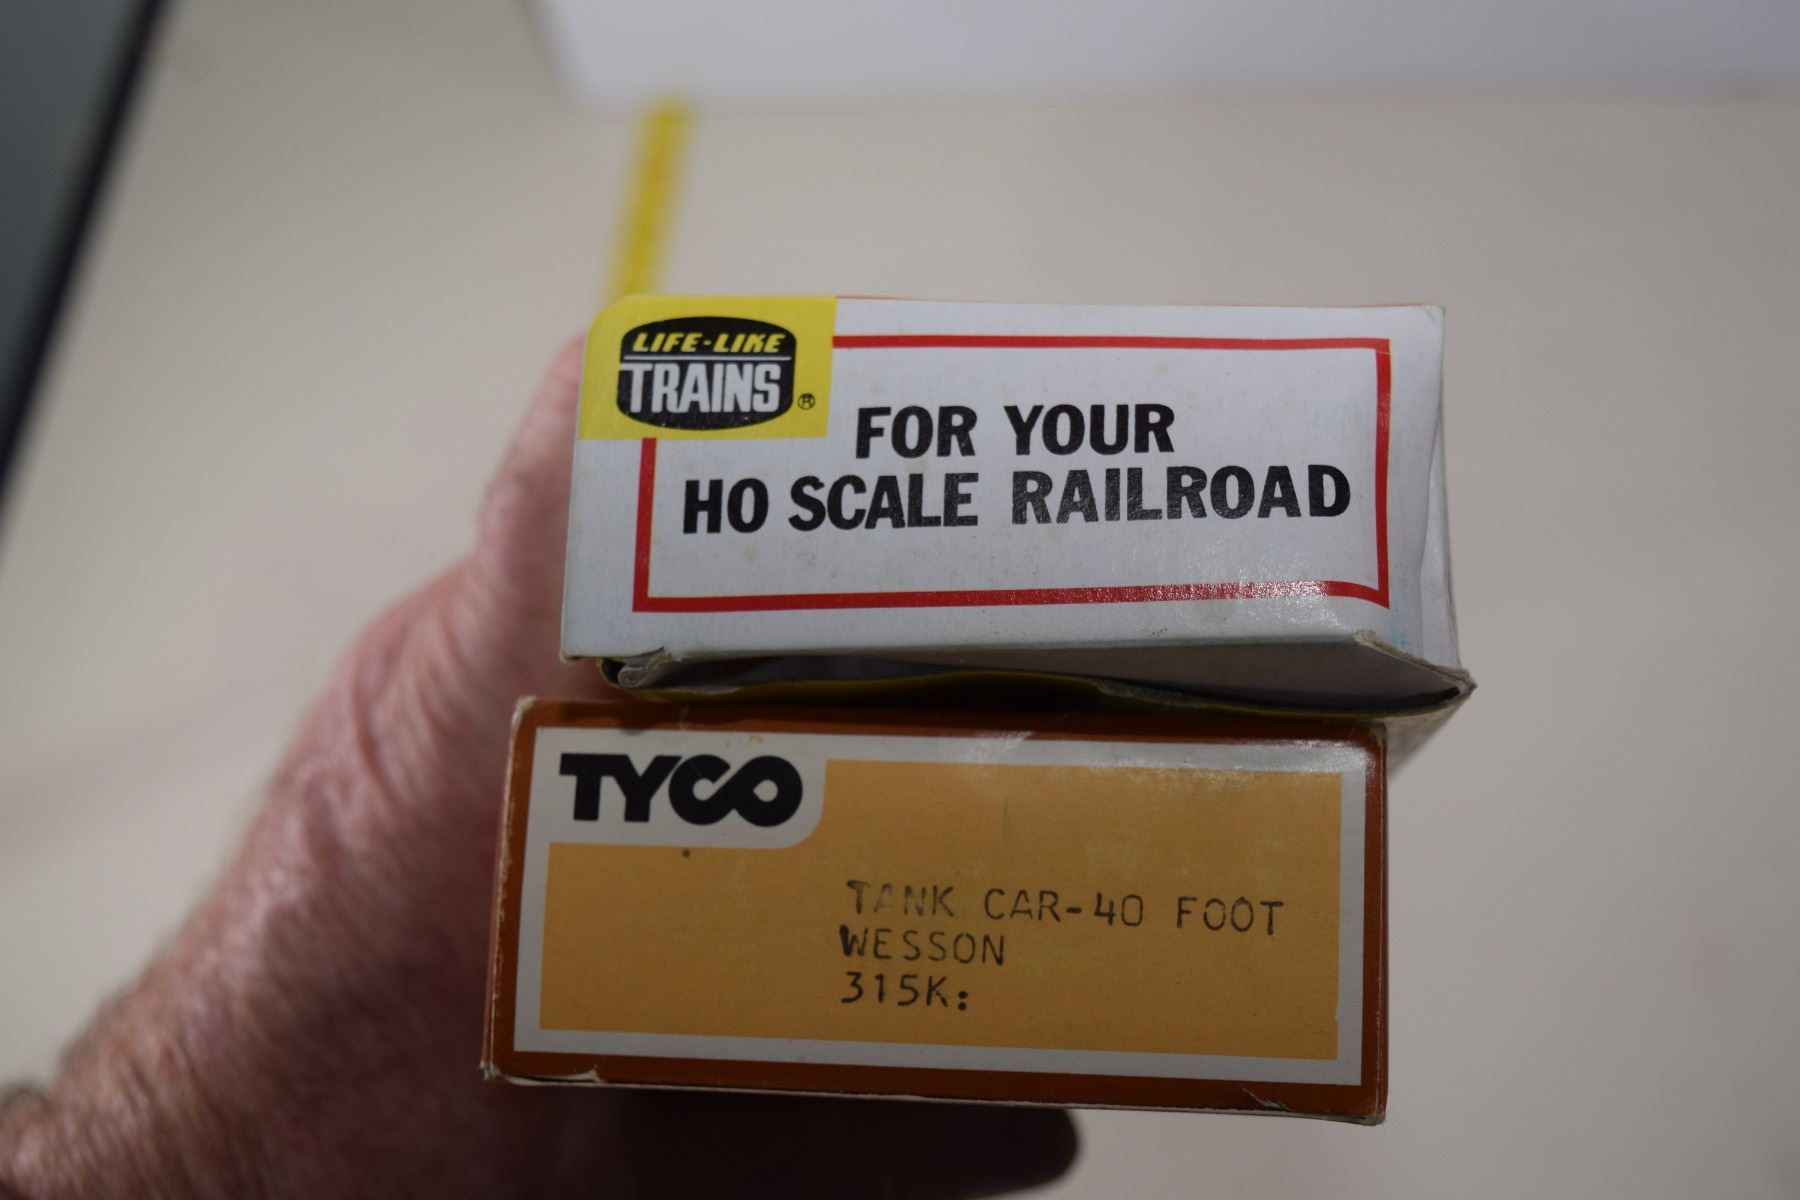 LIFE-LIKE
TRAINS®
FOR YOUR
HO SCALE RAILROAD
TYCO
TANK CAR-40 FOOT
WESSON
315K: